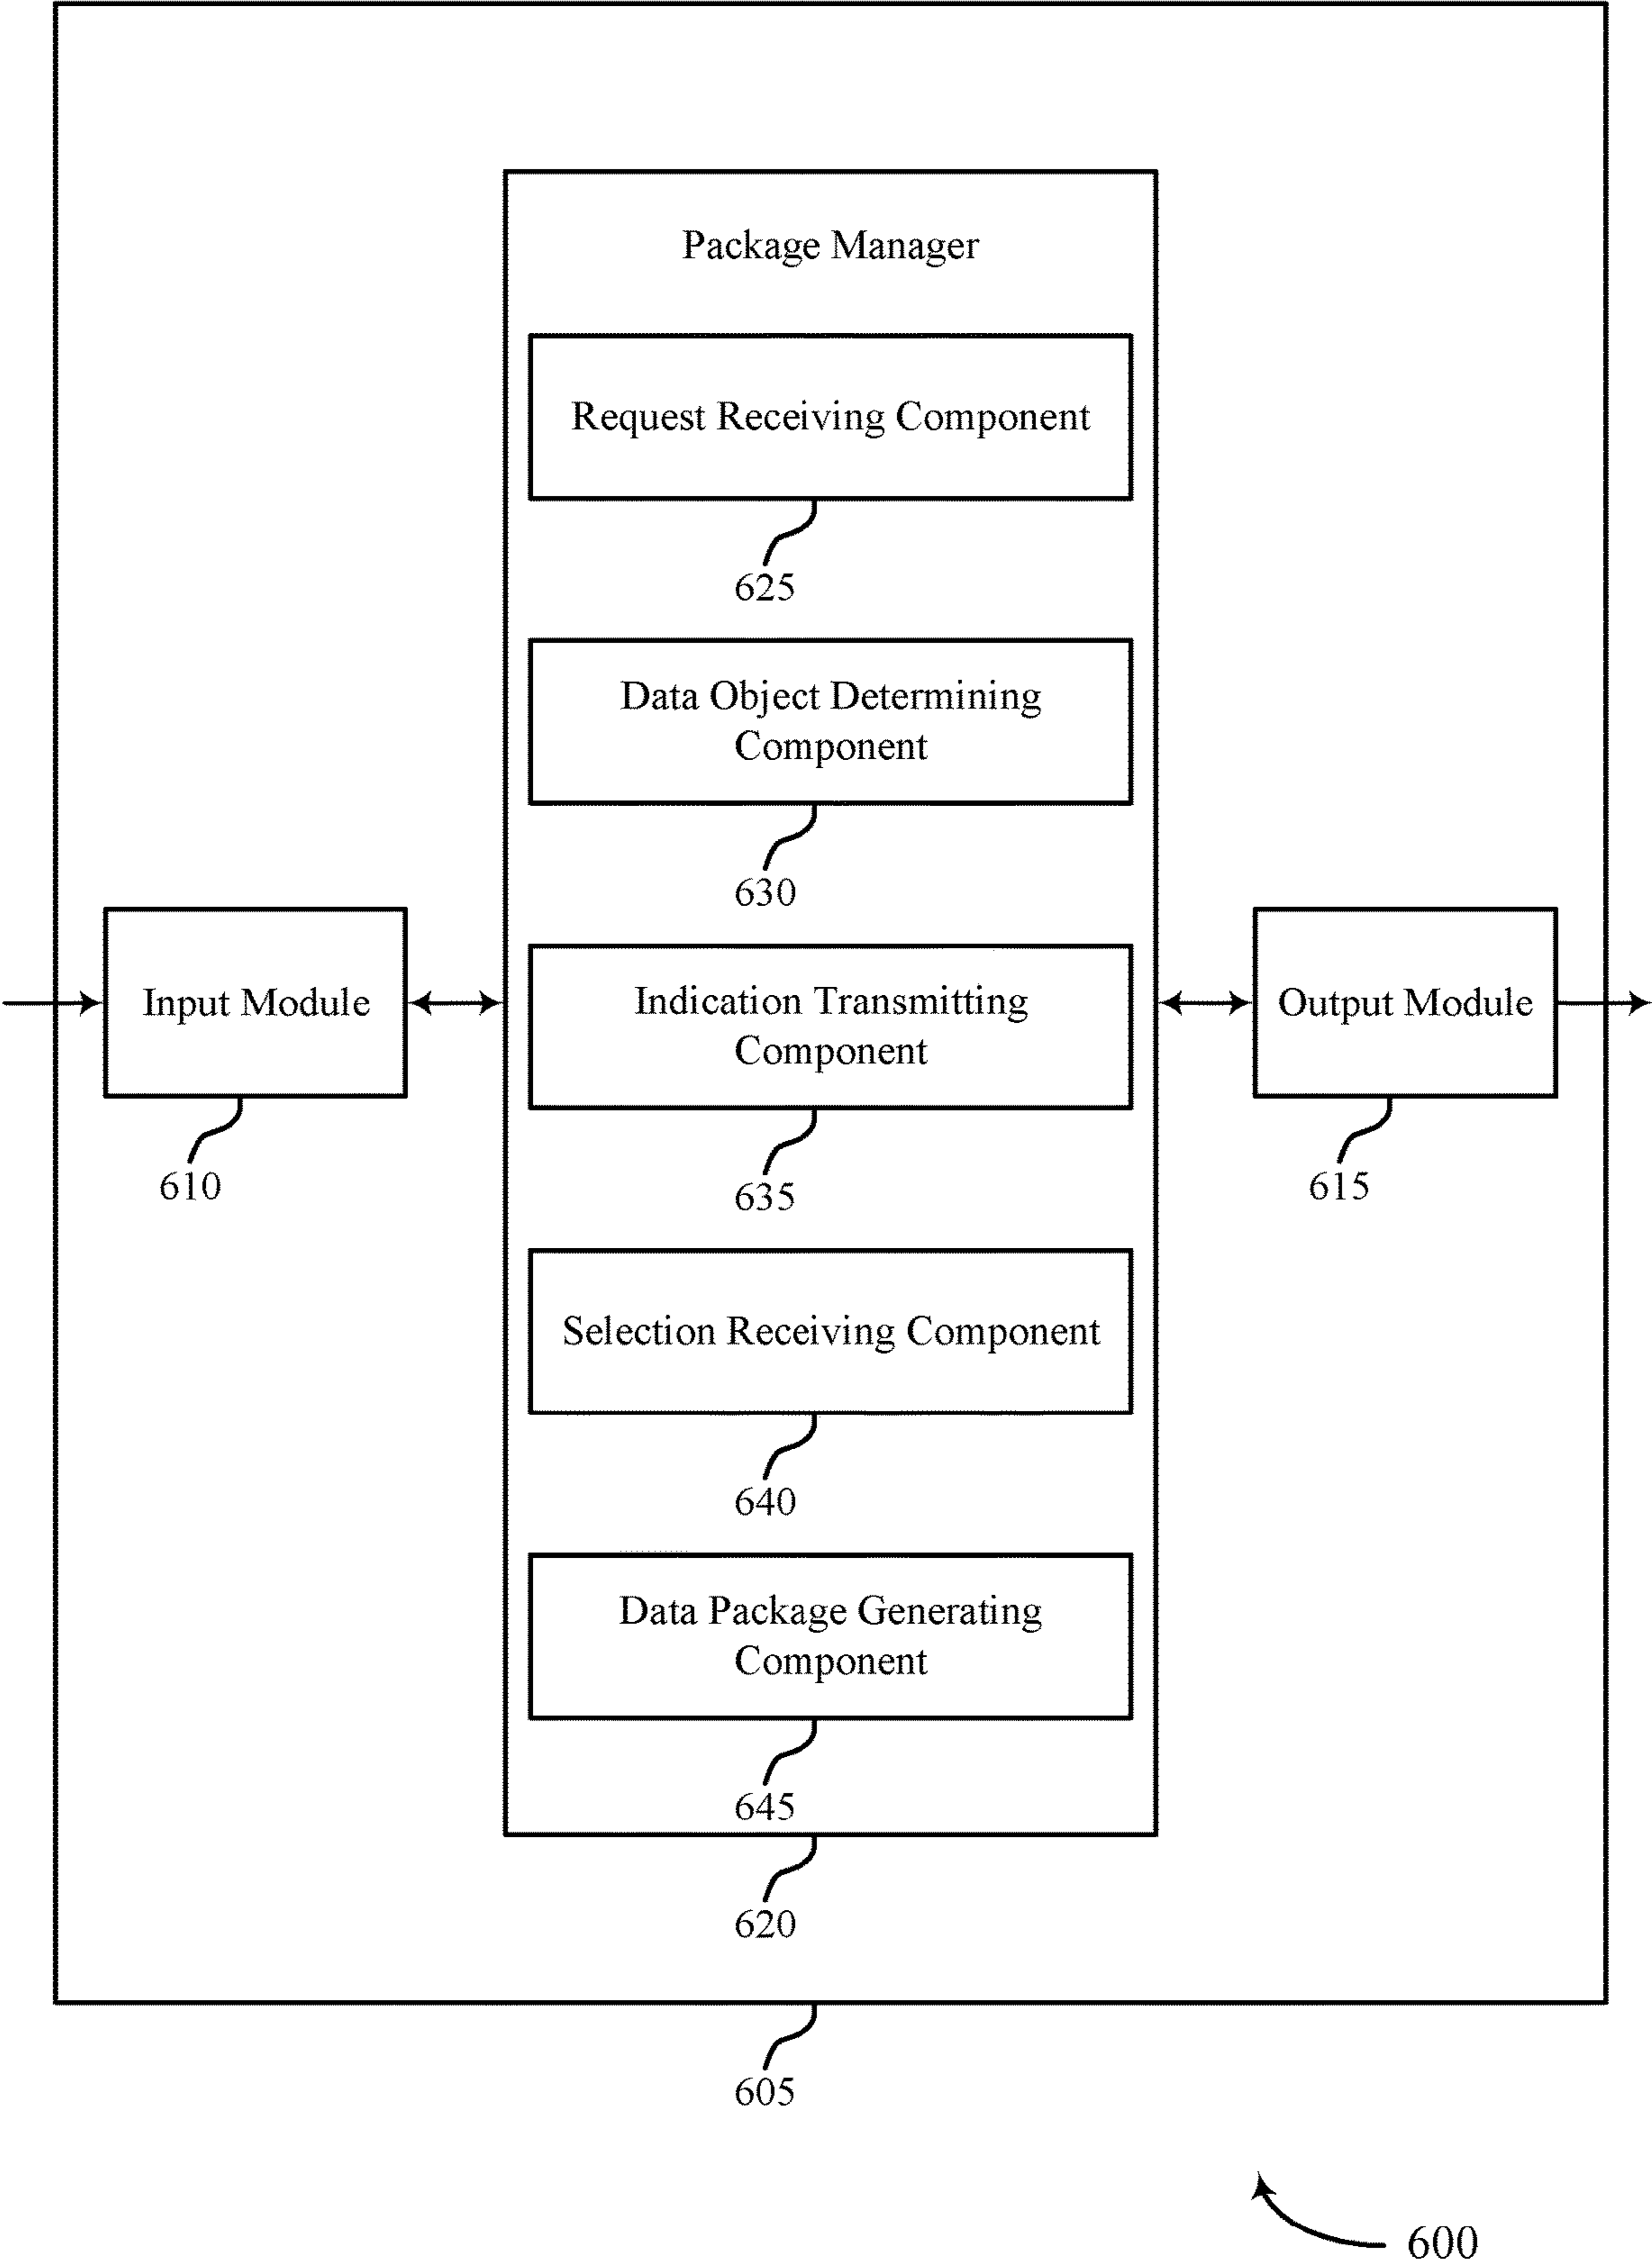 Package Manager
Request Receiving Component
625
Data Object Determining
Component
630
Input Module
610
Indication Transmitting
Component
635
Output Module
615
Selection Receiving Component
640
Data Package Generating
Component
645
620
605
600